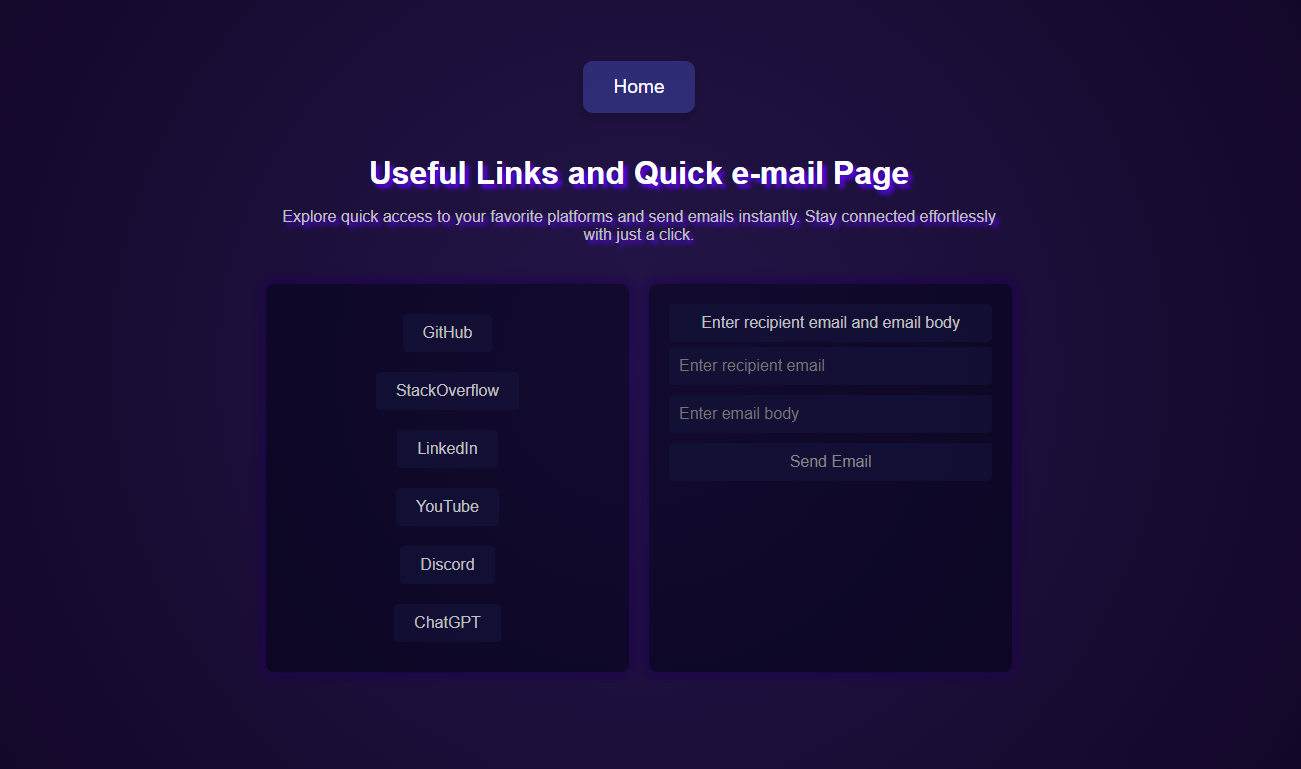 Home
Useful Links and Quick e-mail Page
Explore quick access to your favorite platforms and send emails instantly. Stay connected effortlessly
with just a click.
GitHub
StackOverflow
LinkedIn
YouTube
Discord
ChatGPT
Enter recipient email and email body
Enter recipient email
Enter email body
Send Email